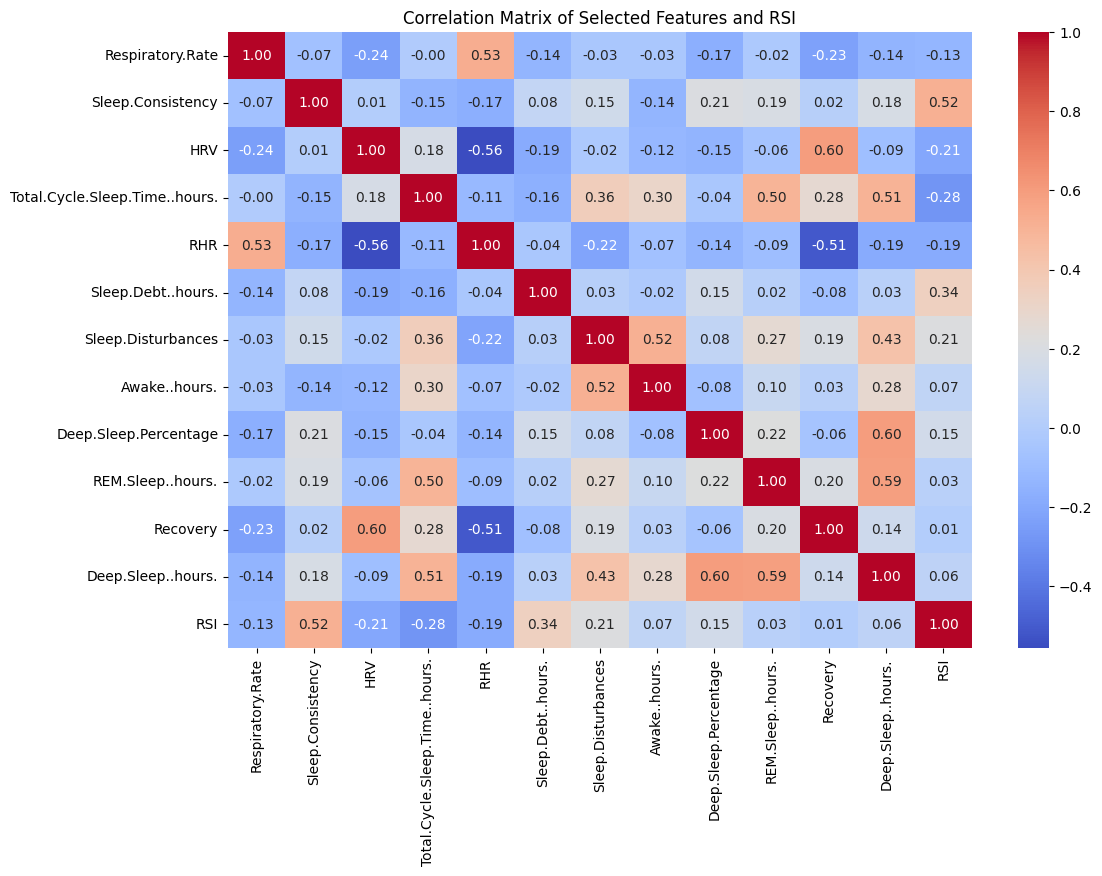 Correlation Matrix of Selected Features and RSI
Respiratory.Rate 1.00 -0.07 -0.24 -0.00 0.53 -0.14 -0.03 -0.03 -0.17 -0.02 -0.23 -0.14 -0.13
Sleep.Consistency -0.07 1.00 0.01 -0.15 -0.17 0.08 0.15 -0.14 0.21 0.19 0.02 0.18 0.52
HRV -0.24 0.01 1.00 0.18 -0.56 -0.19 -0.02 -0.12 -0.15 -0.06 0.60 -0.09 -0.21
Total.Cycle.Sleep.Time..hours. -0.00 -0.15 0.18 1.00 -0.11 -0.16 0.36 0.30 -0.04 0.50 0.28 0.51 -0.28
RHR 0.53 -0.17 -0.56 -0.11 1.00 -0.04 -0.22 -0.07 -0.14 -0.09 -0.51 -0.19 -0.19
Sleep.Debt..hours. -0.14 0.08 -0.19 -0.16 -0.04 1.00 0.03 -0.02 0.15 0.02 -0.08 0.03 0.34
Sleep.Disturbances -0.03 0.15 -0.02 0.36 -0.22 0.03 1.00 0.52 0.08 0.27 0.19 0.43 0.21
Awake..hours. -0.03 -0.14 -0.12 0.30 -0.07 -0.02 0.52 1.00 -0.08 0.10 0.03 0.28 0.07
Deep.Sleep.Percentage -0.17 0.21 -0.15 -0.04 -0.14 0.15 0.08 -0.08 1.00 0.22 -0.06 0.60 0.15
REM.Sleep..hours. -0.02 0.19 -0.06 0.50 -0.09 0.02 0.27 0.10 0.22 1.00 0.20 0.59 0.03
Recovery -0.23 0.02 0.60 0.28 -0.51 -0.08 0.19 0.03 -0.06 0.20 1.00 0.14 0.01
Deep.Sleep..hours. -0.14 0.18 -0.09 0.51 -0.19 0.03 0.43 0.28 0.60 0.59 0.14 1.00 0.06
RSI -0.13 0.52 -0.21 -0.28 -0.19 0.34 0.21 0.07 0.15 0.03 0.01 0.06 1.00
Respiratory.Rate
Sleep.Consistency
HRV
Total.Cycle.Sleep.Time..hours.
RHR
Sleep.Debt..hours.
Sleep.Disturbances
Awake..hours.
Deep.Sleep.Percentage
REM.Sleep..hours.
Recovery
Deep.Sleep..hours.
RSI
1.0
0.8
0.6
0.4
0.2
0.0
-0.2
-0.4